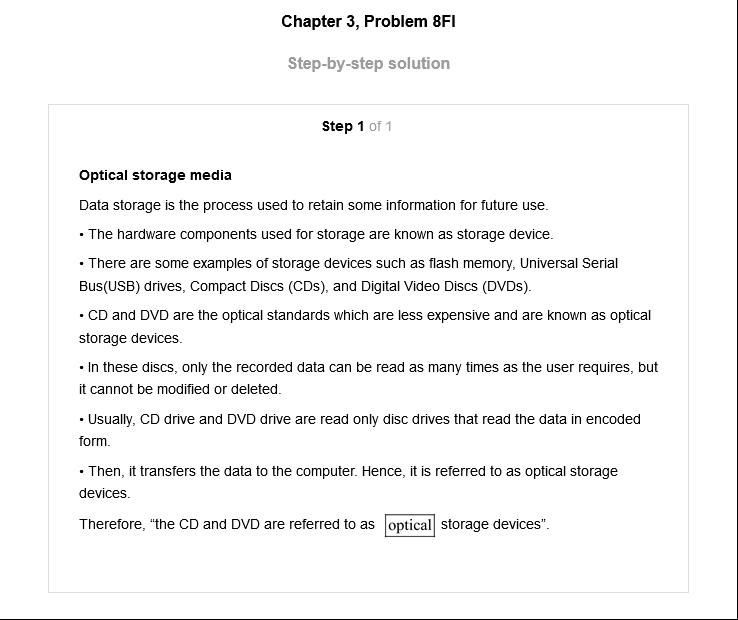 Chapter 3, Problem 8FI
Step-by-step solution
Step 1 of 1
Optical storage media
Data storage is the process used to retain some information for future use.
• The hardware components used for storage are known as storage device.
• There are some examples of storage devices such as flash memory, Universal Serial
Bus(USB) drives, Compact Discs (CDs), and Digital Video Discs (DVDs).
• CD and DVD are the optical standards which are less expensive and are known as optical
storage devices.
• In these discs, only the recorded data can be read as many times as the user requires, but
it cannot be modified or deleted.
• Usually, CD drive and DVD drive are read only disc drives that read the data in encoded
form.
• Then, it transfers the data to the computer. Hence, it is referred to as optical storage
devices.
Therefore, “the CD and DVD are referred to as optical storage devices”.